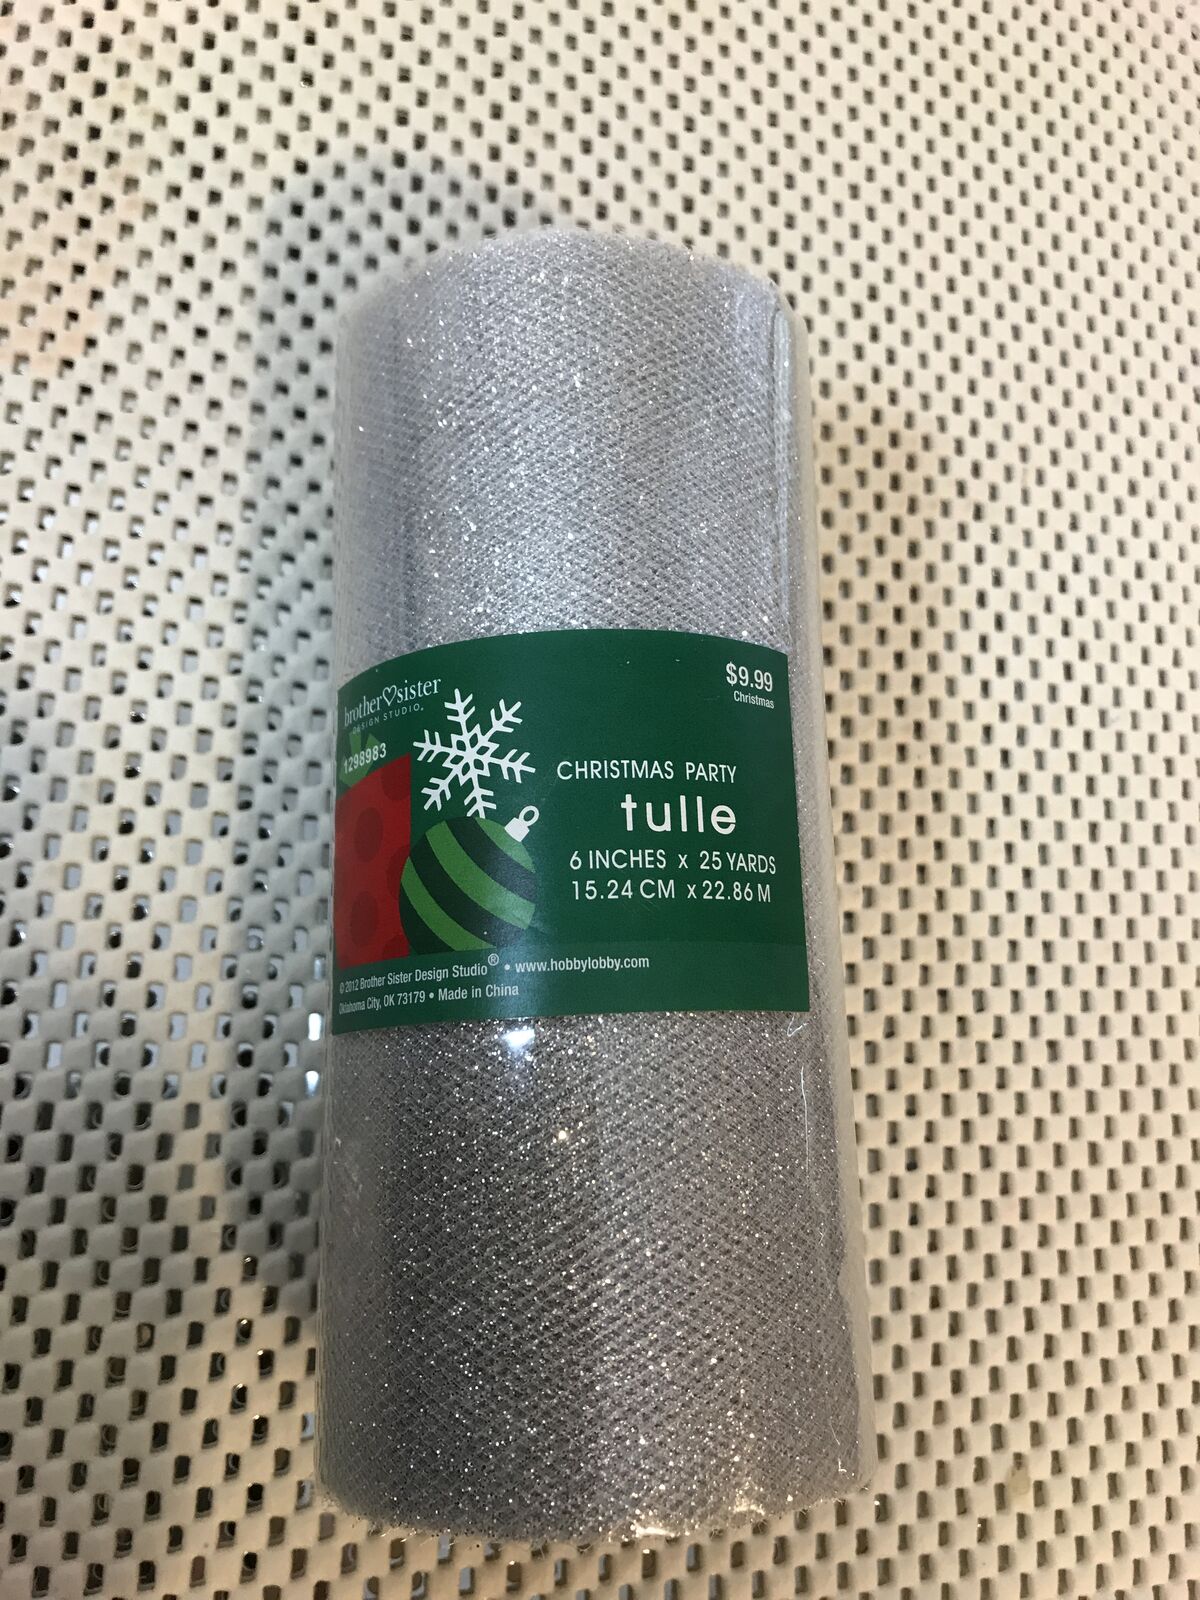 brother♡sister
DESIGN STUDIO®
1298983
$9.99
Christmas
CHRISTMAS PARTY
tulle
6 INCHES x 25 YARDS
15.24 CM x 22.86 M
© 2012 Brother Sister Design Studio® • www.hobbylobby.com
Oklahoma City, OK 73179 • Made in China